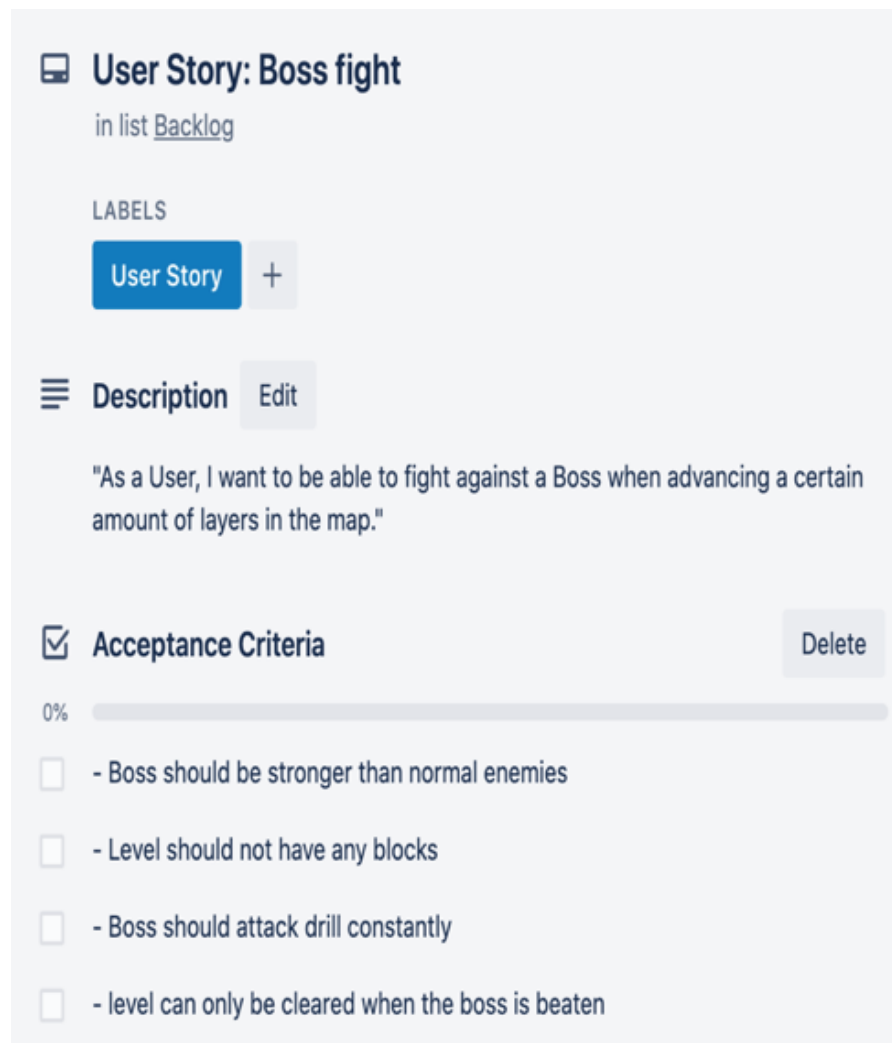 User Story: Boss fight
in list Backlog
LABELS
User Story +
Description Edit
"As a User, I want to be able to fight against a Boss when advancing a certain
amount of layers in the map."
Acceptance Criteria Delete
0%
- Boss should be stronger than normal enemies
- Level should not have any blocks
- Boss should attack drill constantly
- level can only be cleared when the boss is beaten